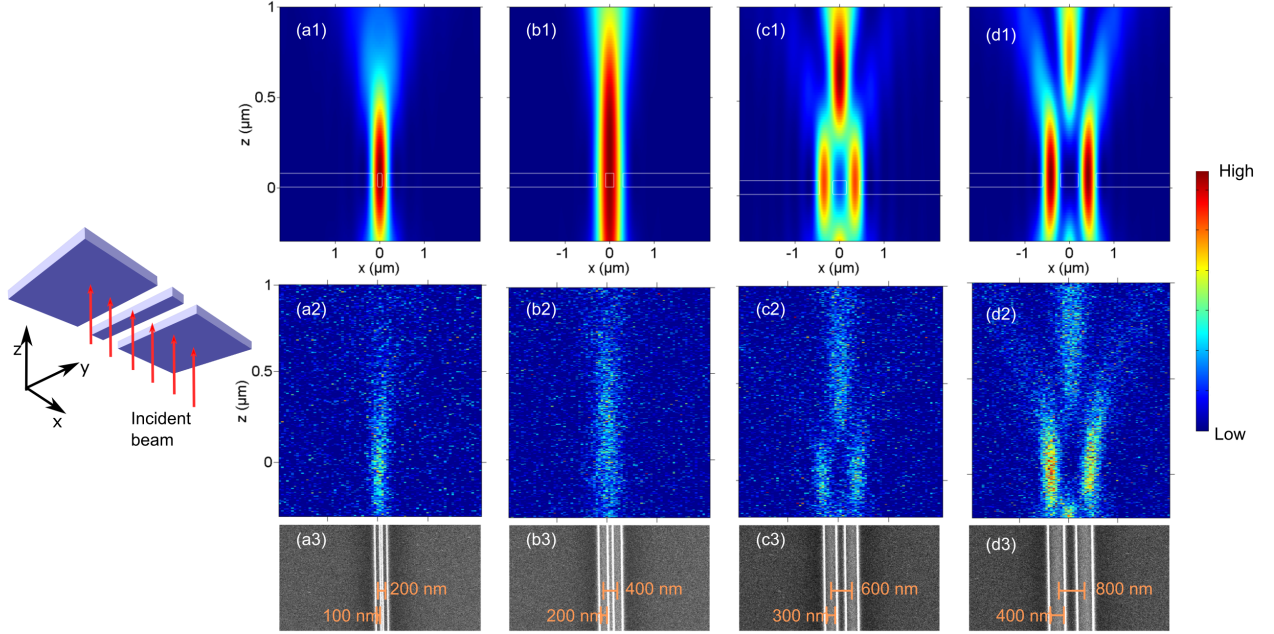 (a1)
(b1)
(c1)
(d1)
1
0.5
0
z (µm)
1
0
1
x (µm)
-1
0
1
x (µm)
-1
0
1
x (µm)
-1
0
1
x (µm)
High
Low
z
y
x
Incident
beam
(a2)
(b2)
(c2)
(d2)
1
0.5
0
z (µm)
(a3)
200 nm
100 nm
(b3)
400 nm
200 nm
(c3)
600 nm
300 nm
(d3)
800 nm
400 nm